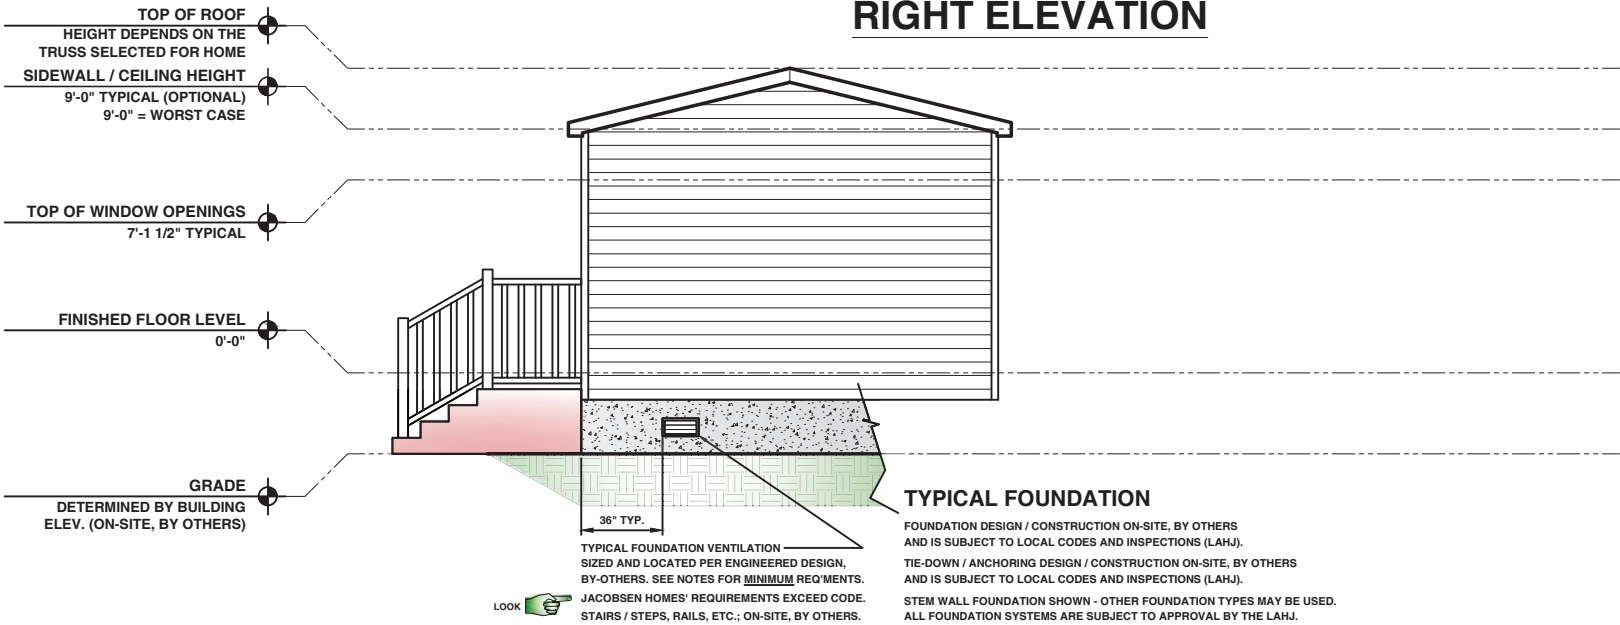 RIGHT ELEVATION
TOP OF ROOF
HEIGHT DEPENDS ON THE
TRUSS SELECTED FOR HOME
SIDEWALL / CEILING HEIGHT
9'-0" TYPICAL (OPTIONAL)
9'-0" = WORST CASE
TOP OF WINDOW OPENINGS
7'-1 1/2" TYPICAL
FINISHED FLOOR LEVEL
0'-0"
GRADE
DETERMINED BY BUILDING
ELEV. (ON-SITE, BY OTHERS)
36" TYP.
TYPICAL FOUNDATION VENTILATION
SIZED AND LOCATED PER ENGINEERED DESIGN,
BY-OTHERS. SEE NOTES FOR MINIMUM REQ'MENTS.
LOOK
JACOBSEN HOMES' REQUIREMENTS EXCEED CODE.
STAIRS / STEPS, RAILS, ETC.; ON-SITE, BY OTHERS.
TYPICAL FOUNDATION
FOUNDATION DESIGN / CONSTRUCTION ON-SITE, BY OTHERS
AND IS SUBJECT TO LOCAL CODES AND INSPECTIONS (LAHJ).
TIE-DOWN / ANCHORING DESIGN / CONSTRUCTION ON-SITE, BY OTHERS
AND IS SUBJECT TO LOCAL CODES AND INSPECTIONS (LAHJ).
STEM WALL FOUNDATION SHOWN - OTHER FOUNDATION TYPES MAY BE USED.
ALL FOUNDATION SYSTEMS ARE SUBJECT TO APPROVAL BY THE LAHJ.